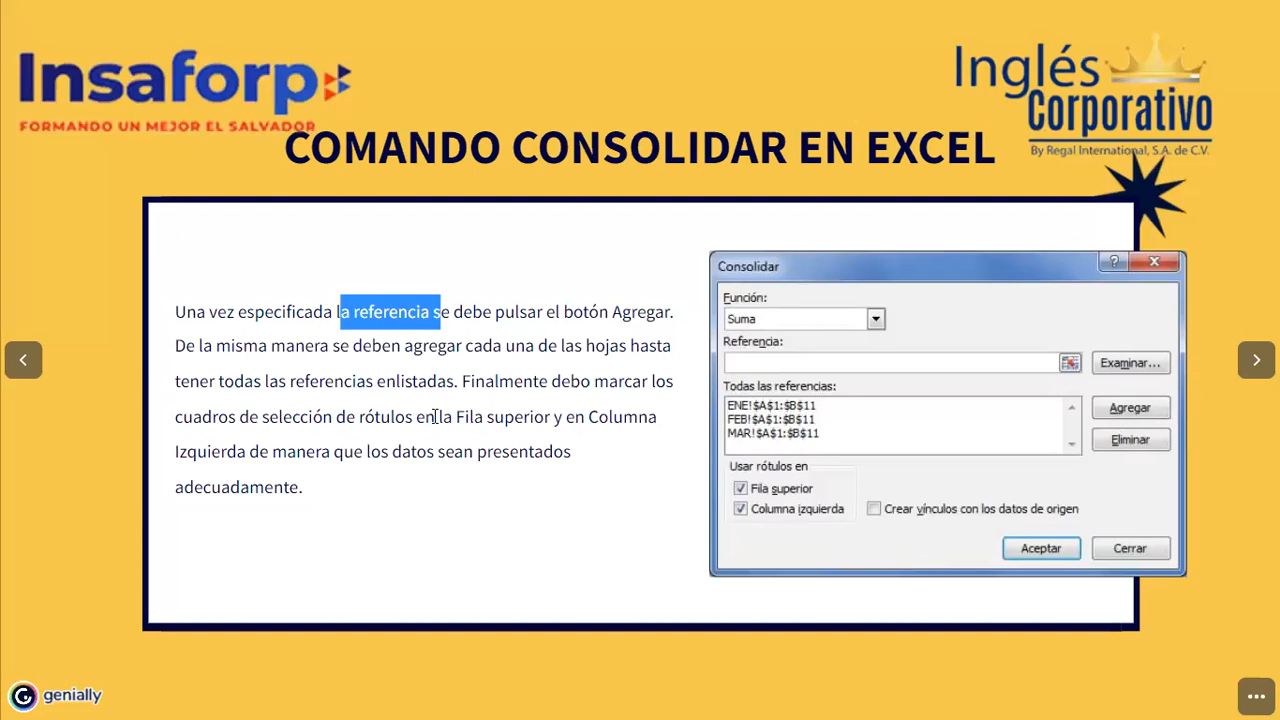 Insaforp
FORMANDO UN MEJOR EL SALVADOR
Inglés
Corporativo
By Regal International, S.A. de C.V.
COMANDO CONSOLIDAR EN EXCEL
Una vez especificada la referencia se debe pulsar el botón Agregar.
De la misma manera se deben agregar cada una de las hojas hasta
tener todas las referencias enlistadas. Finalmente debo marcar los
cuadros de selección de rótulos en la Fila superior y en Columna
Izquierda de manera que los datos sean presentados
adecuadamente.
Consolidar
?
Función:
Suma
Referencia:
Examinar...
Todas las referencias:
ENE!$A$1:$B$11
FEB!$A$1:$B$11
MAR!$A$1:$B$11
Agregar
Eliminar
Usar rótulos en
Fila superior
Columna izquierda
Crear vínculos con los datos de origen
Aceptar
Cerrar
genially